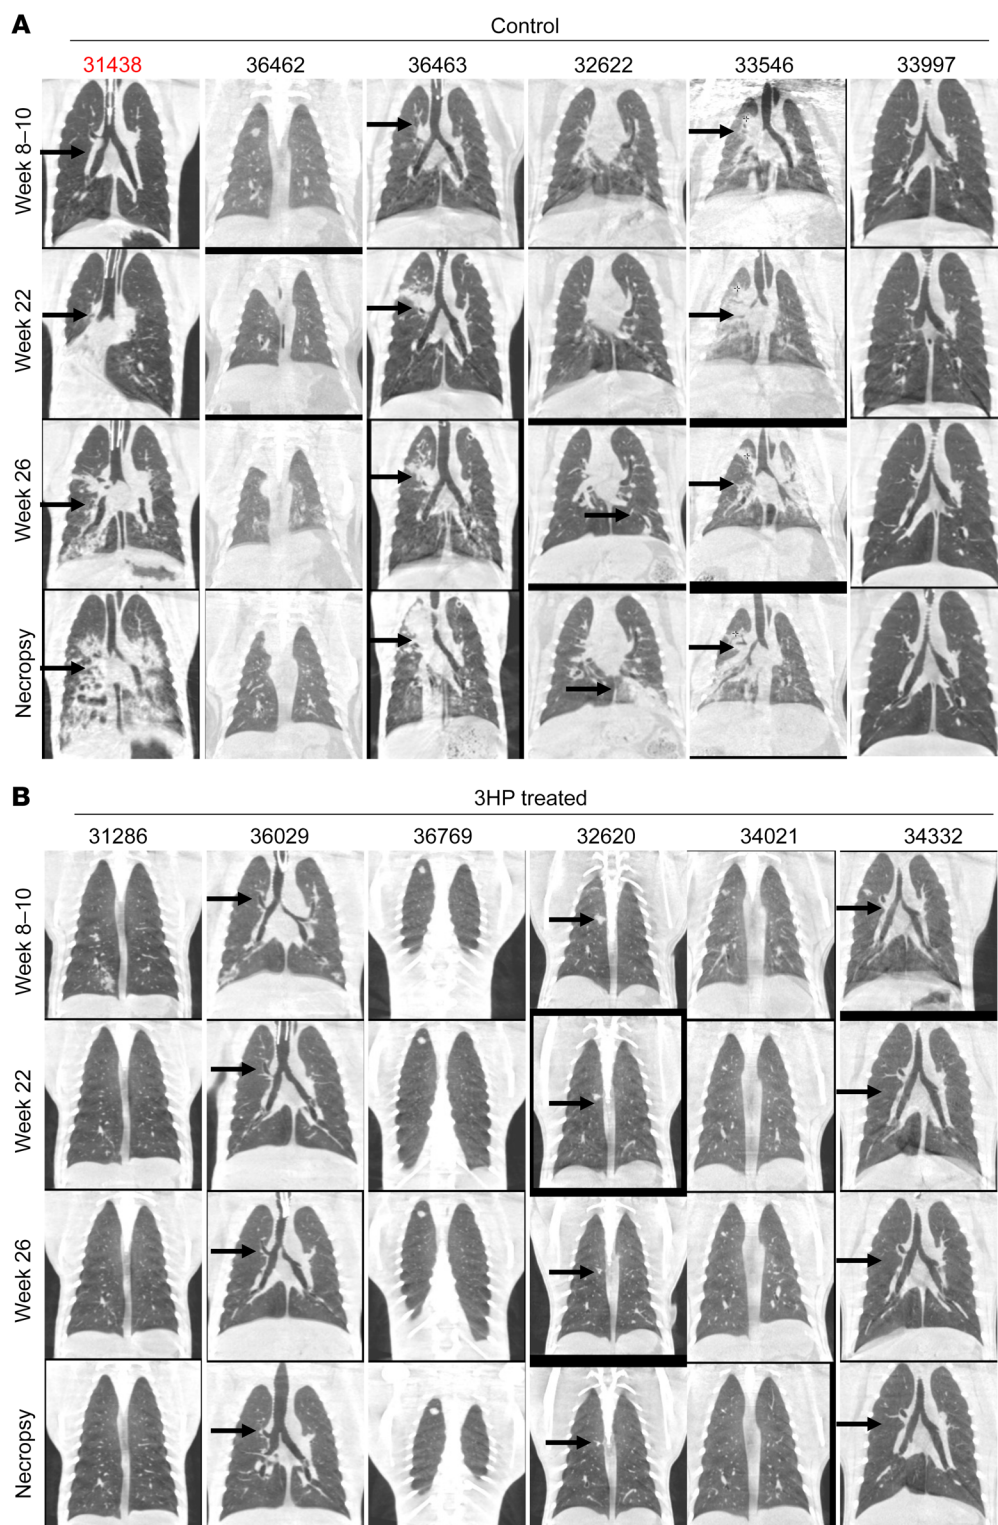 A
Control
31438 36462 36463 32622 33546 33997
Week 8–10
Week 22
Week 26
Necropsy
B
3HP treated
31286 36029 36769 32620 34021 34332
Week 8–10
Week 22
Week 26
Necropsy